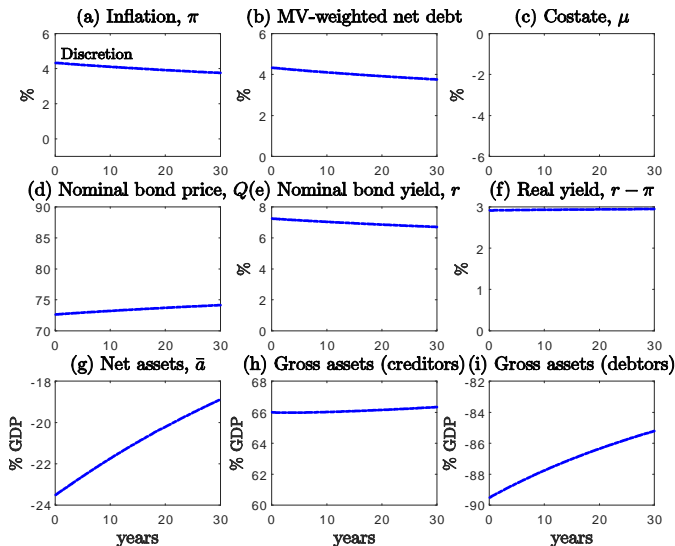 (a) Inflation, π
(b) MV-weighted net debt
(c) Costate, μ
6
4
2
0
%
Discretion
0 10 20 30
6
4
2
0
%
0 10 20 30
0
-2
-4
-6
%
0 10 20 30
(d) Nominal bond price, Q
(e) Nominal bond yield, r
(f) Real yield, r − π
90
85
80
75
70
0 10 20 30
8
6
4
2
0
%
0 10 20 30
3
2
1
0
%
0 10 20 30
(g) Net assets, ā
(h) Gross assets (creditors)
(i) Gross assets (debtors)
-18
-20
-22
-24
% GDP
0 10 20 30
years
68
66
64
62
60
% GDP
0 10 20 30
years
-82
-84
-86
-88
-90
% GDP
0 10 20 30
years